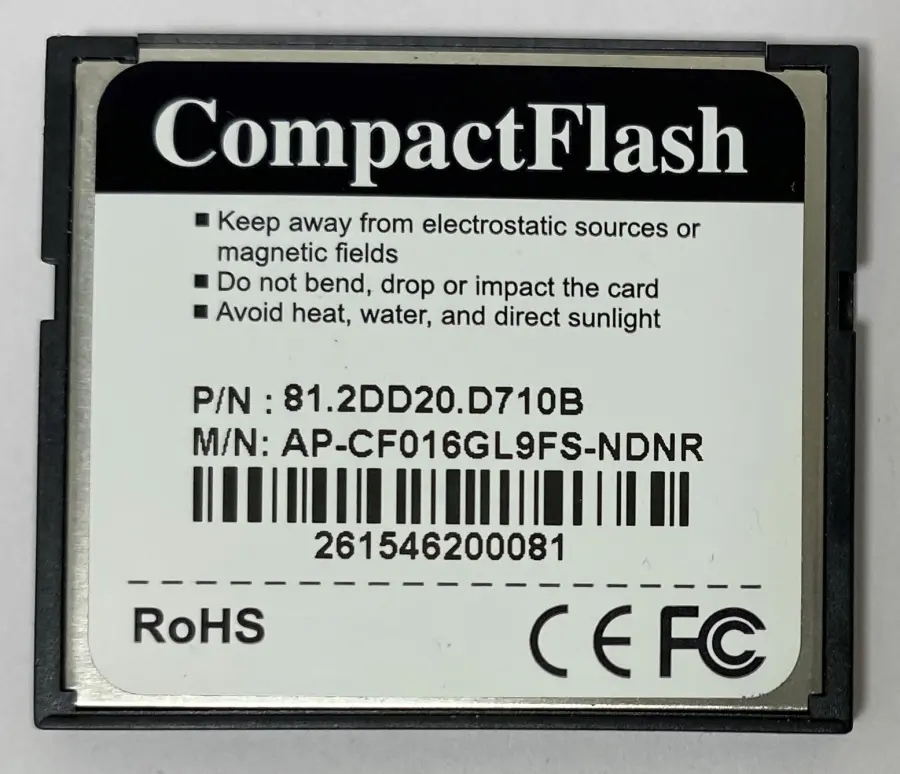 CompactFlash
■ Keep away from electrostatic sources or
magnetic fields
■ Do not bend, drop or impact the card
■ Avoid heat, water, and direct sunlight
P/N : 81.2DD20.D710B
M/N: AP-CF016GL9FS-NDNR
261546200081
RoHS CE FC